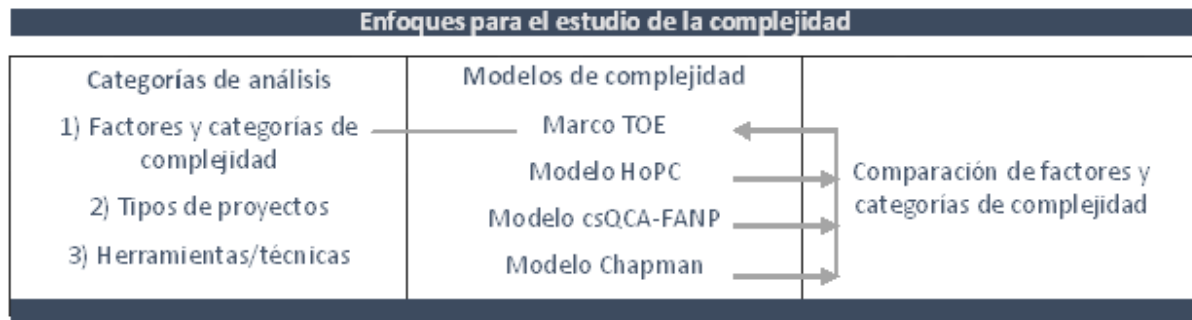 Enfoques para el estudio de la complejidad
Categorías de análisis
1) Factores y categorías de
complejidad
2) Tipos de proyectos
3) Herramientas/técnicas
Modelos de complejidad
Marco TOE
Modelo HoPC
Modelo csQCA-FANP
Modelo Chapman
Comparación de factores y
categorías de complejidad